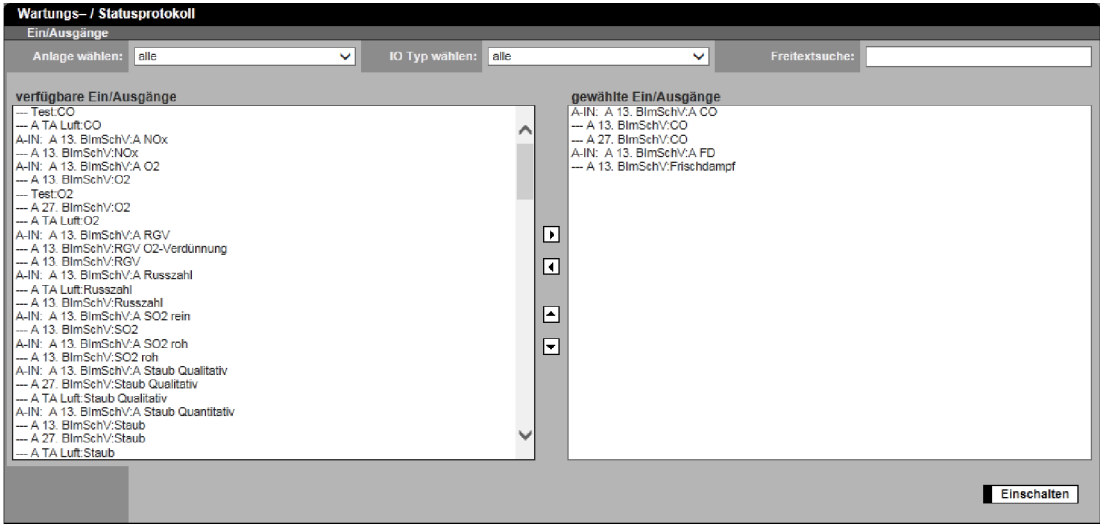 Wartungs– / Statusprotokoll
Ein/Ausgänge
Anlage wählen: alle IO Typ wählen: alle Freitextsuche:
verfügbare Ein/Ausgänge
--- Test:CO
--- A TA Luft:CO
A-IN: A 13. BImSchV:A NOx
--- A 13. BImSchV:NOx
A-IN: A 13. BImSchV:A O2
--- A 13. BImSchV:O2
--- Test:O2
--- A 27. BImSchV:O2
--- A TA Luft:O2
A-IN: A 13. BImSchV:A RGV
--- A 13. BImSchV:RGV O2-Verdünnung
--- A 13. BImSchV:RGV
A-IN: A 13. BImSchV:A Russzahl
--- A TA Luft:Russzahl
--- A 13. BImSchV:Russzahl
A-IN: A 13. BImSchV:A SO2 rein
--- A 13. BImSchV:SO2
A-IN: A 13. BImSchV:A SO2 roh
--- A 13. BImSchV:SO2 roh
A-IN: A 13. BImSchV:A Staub Qualitativ
--- A 27. BImSchV:Staub Qualitativ
--- A TA Luft:Staub Qualitativ
A-IN: A 13. BImSchV:A Staub Quantitativ
--- A 13. BImSchV:Staub
--- A 27. BImSchV:Staub
--- A TA Luft:Staub
gewählte Ein/Ausgänge
A-IN: A 13. BImSchV:A CO
--- A 13. BImSchV:CO
--- A 27. BImSchV:CO
A-IN: A 13. BImSchV:A FD
--- A 13. BImSchV:Frischdampf
Einschalten